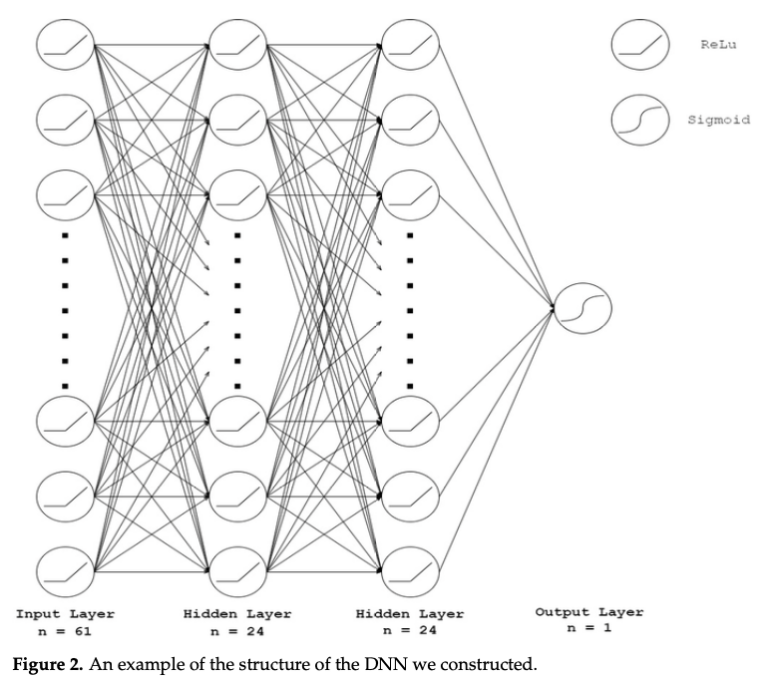 ReLu
Sigmoid
Input Layer
n = 61
Hidden Layer
n = 24
Hidden Layer
n = 24
Output Layer
n = 1
Figure 2. An example of the structure of the DNN we constructed.